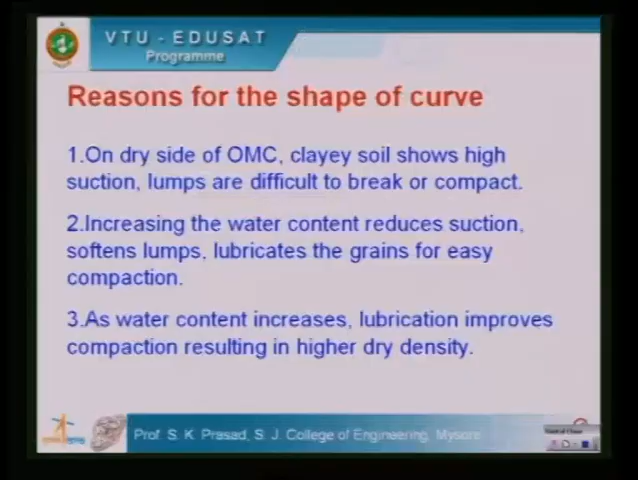 VTU - EDUSAT
Programme
Reasons for the shape of curve
1.On dry side of OMC, clayey soil shows high
suction, lumps are difficult to break or compact.
2.Increasing the water content reduces suction,
softens lumps, lubricates the grains for easy
compaction.
3.As water content increases, lubrication improves
compaction resulting in higher dry density.
Prof. S. K. Prasad, S. J. College of Engineering, Mysore